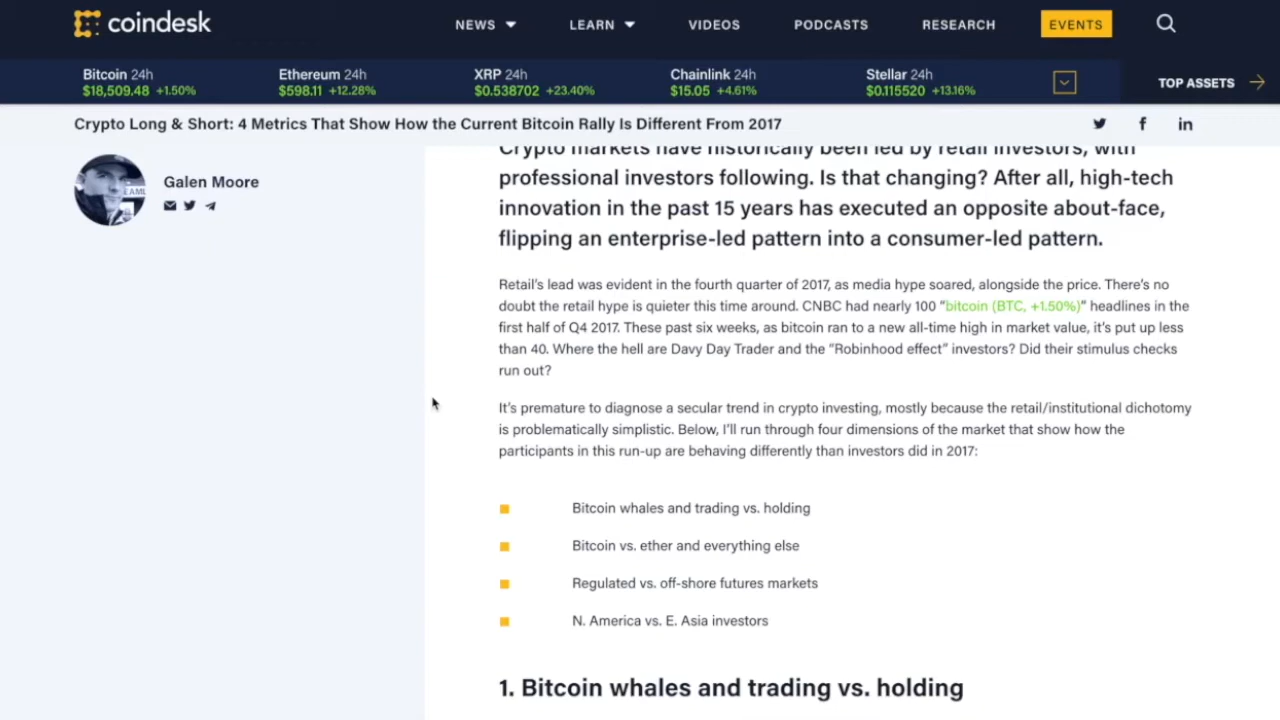 coindesk
NEWS LEARN VIDEOS PODCASTS RESEARCH EVENTS
Bitcoin 24h Ethereum 24h XRP 24h Chainlink 24h Stellar 24h
$18,509.48 +1.50% $598.11 +12.28% $0.538702 +23.40% $15.05 +4.61% $0.115520 +13.16%
TOP ASSETS
Crypto Long & Short: 4 Metrics That Show How the Current Bitcoin Rally Is Different From 2017
Galen Moore
Crypto markets have historically been led by retail investors, with
professional investors following. Is that changing? After all, high-tech
innovation in the past 15 years has executed an opposite about-face,
flipping an enterprise-led pattern into a consumer-led pattern.
Retail's lead was evident in the fourth quarter of 2017, as media hype soared, alongside the price. There's no
doubt the retail hype is quieter this time around. CNBC had nearly 100 "bitcoin (BTC, +1.50%)" headlines in the
first half of Q4 2017. These past six weeks, as bitcoin ran to a new all-time high in market value, it's put up less
than 40. Where the hell are Davy Day Trader and the "Robinhood effect" investors? Did their stimulus checks
run out?
It's premature to diagnose a secular trend in crypto investing, mostly because the retail/institutional dichotomy
is problematically simplistic. Below, I'll run through four dimensions of the market that show how the
participants in this run-up are behaving differently than investors did in 2017:
Bitcoin whales and trading vs. holding
Bitcoin vs. ether and everything else
Regulated vs. off-shore futures markets
N. America vs. E. Asia investors
1. Bitcoin whales and trading vs. holding